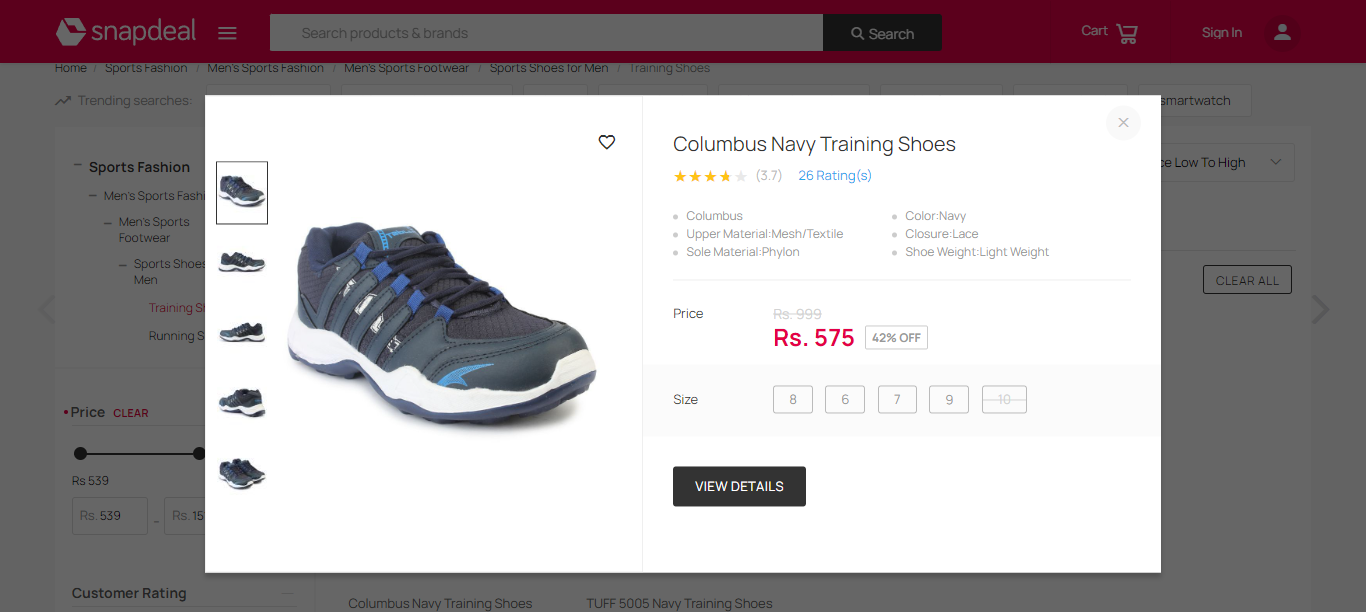 snapdeal
Search products & brands
Search
Cart
Sign In
Home / Sports Fashion / Men's Sports Fashion / Men's Sports Footwear / Sports Shoes for Men / Training Shoes
Trending searches:
smartwatch
Sports Fashion
Men's Sports Fashi
Men's Sports
Footwear
Sports Shoes
Men
Training Sh
Running S
Price CLEAR
Rs 539
Rs. 539 - Rs. 15
Customer Rating
Columbus Navy Training Shoes
(3.7) 26 Rating(s)
Columbus
Color:Navy
Upper Material:Mesh/Textile
Closure:Lace
Sole Material:Phylon
Shoe Weight:Light Weight
Price
Rs. 999
Rs. 575 42% OFF
Size 8 6 7 9 10
VIEW DETAILS
ce Low To High
CLEAR ALL
Columbus Navy Training Shoes
TUFF 5005 Navy Training Shoes